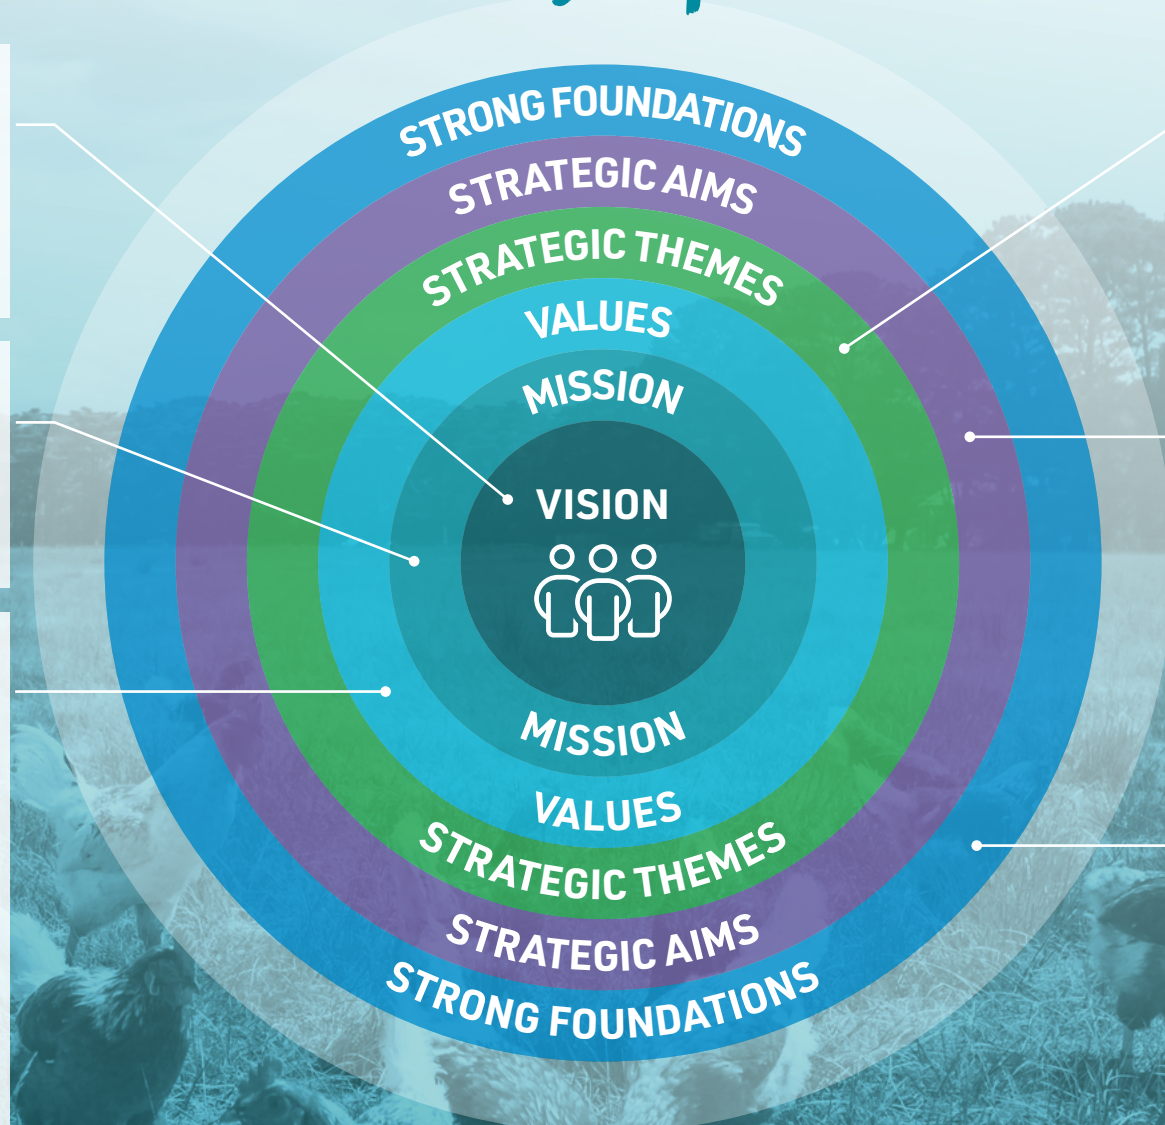 STRONG FOUNDATIONS
STRATEGIC AIMS
STRATEGIC THEMES
VALUES
MISSION
VISION
MISSION
VALUES
STRATEGIC THEMES
STRATEGIC AIMS
STRONG FOUNDATIONS